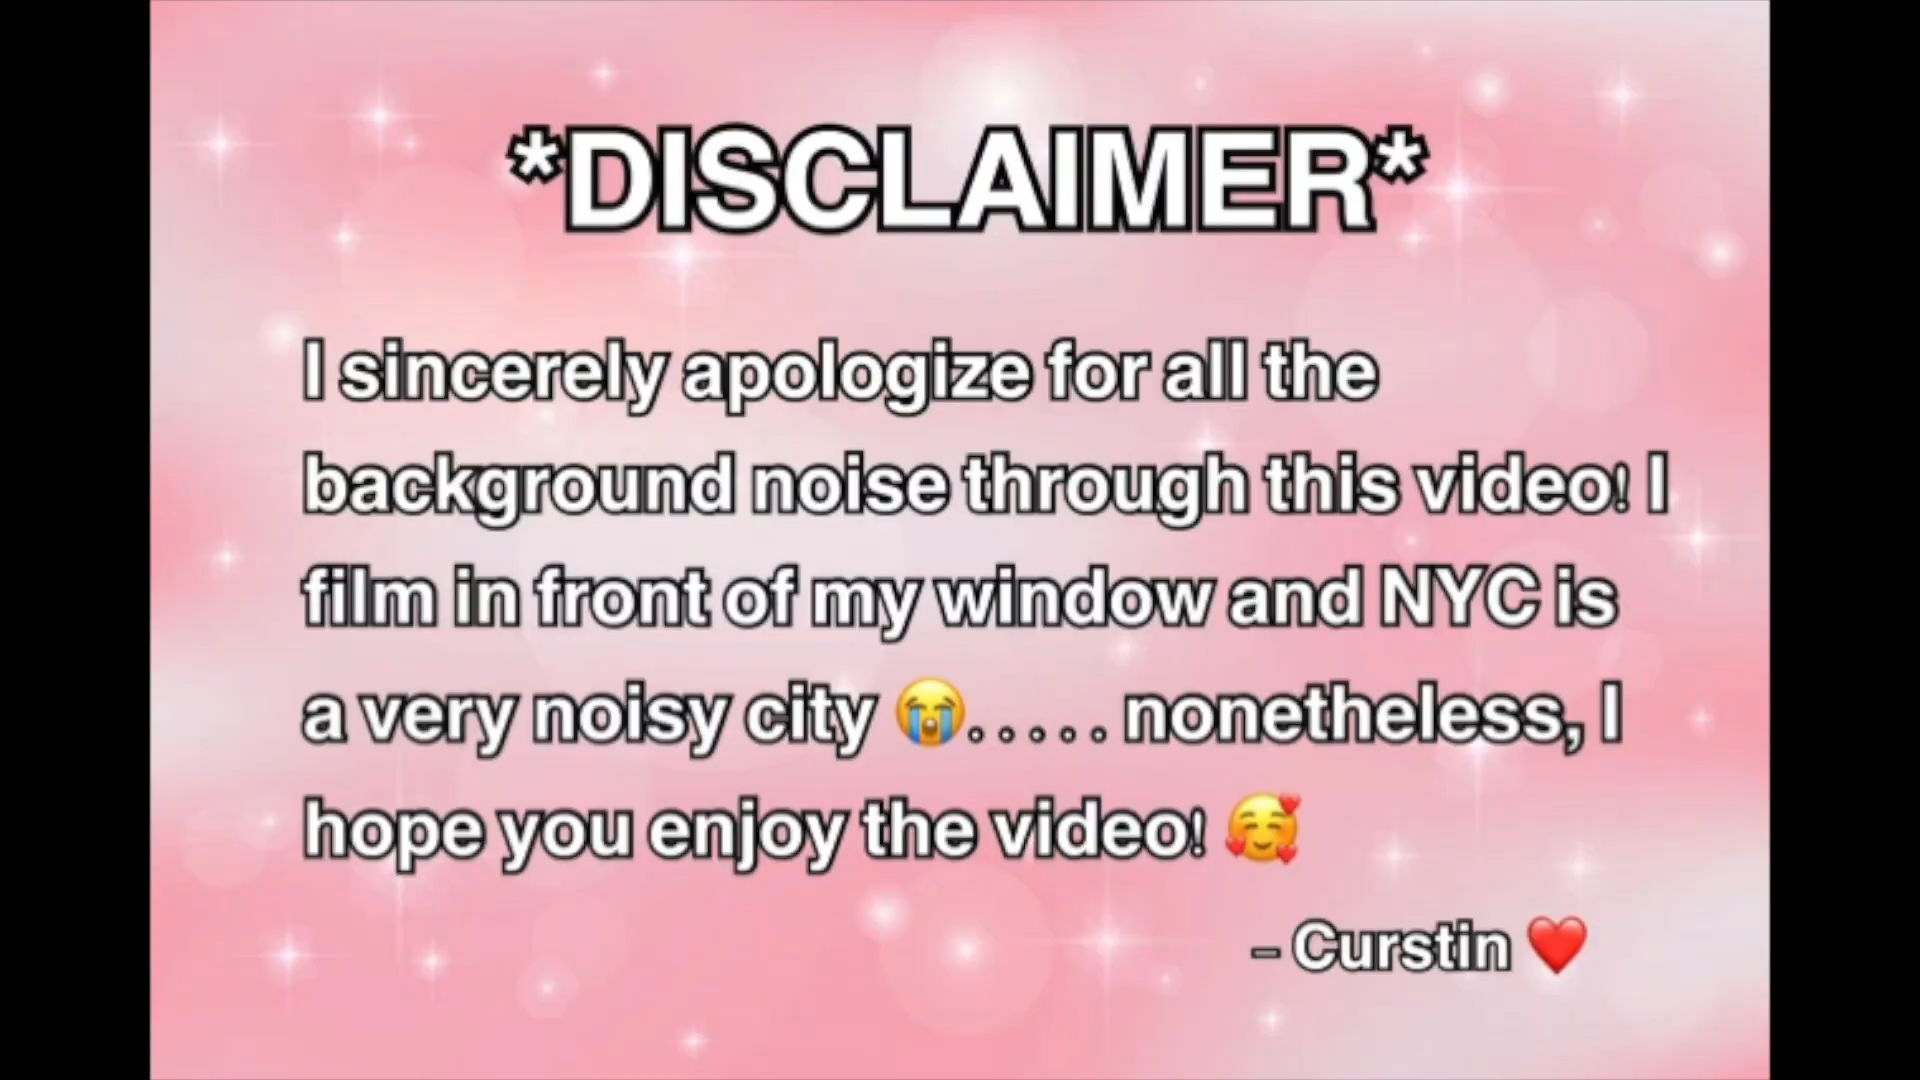 *DISCLAIMER*
I sincerely apologize for all the
background noise through this video! I
film in front of my window and NYC is
a very noisy city 😭..... nonetheless, I
hope you enjoy the video! 🥰
- Curstin ❤️